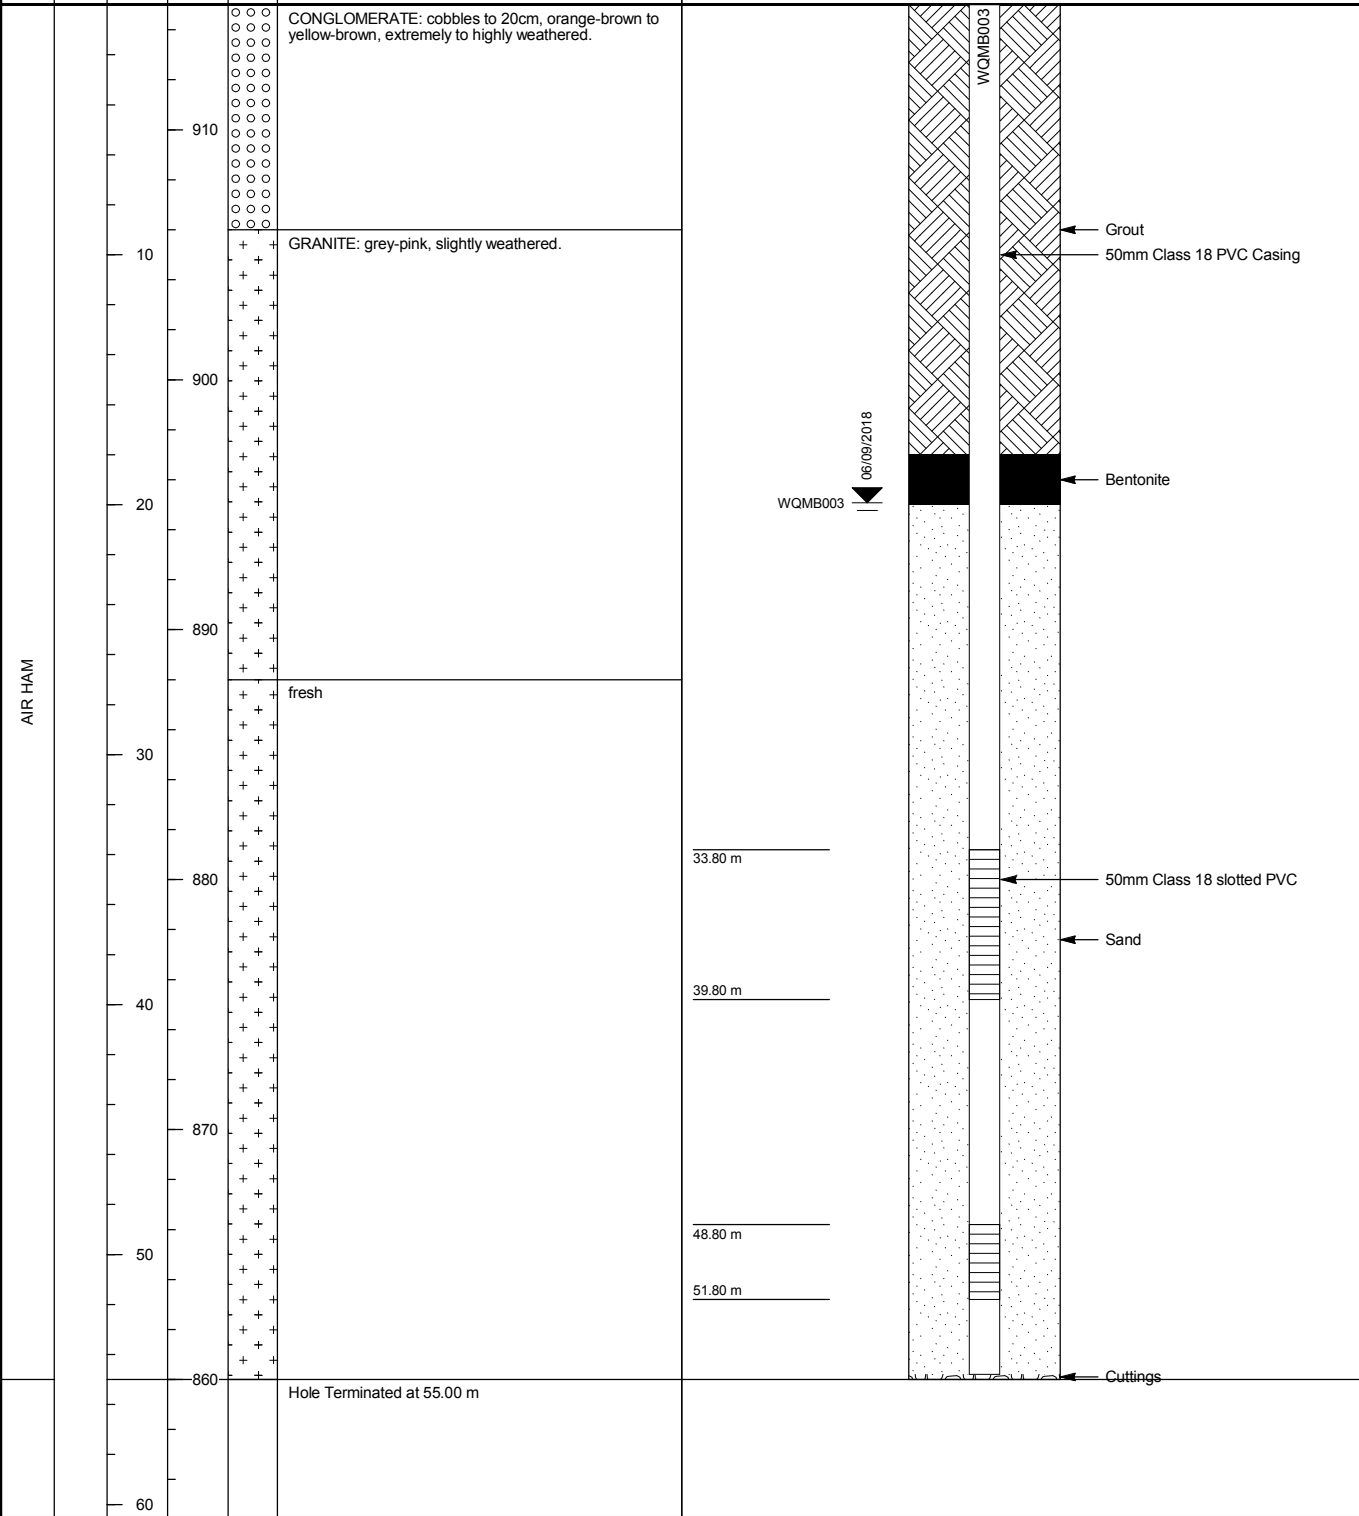 CONGLOMERATE: cobbles to 20cm, orange-brown to
yellow-brown, extremely to highly weathered.
WQMB003
910
GRANITE: grey-pink, slightly weathered.
Grout
10
50mm Class 18 PVC Casing
900
06/09/2018
Bentonite
WQMB003
20
890
AIR HAM
fresh
30
33.80 m
880
50mm Class 18 slotted PVC
Sand
39.80 m
40
870
48.80 m
50
51.80 m
860
Cuttings
Hole Terminated at 55.00 m
60